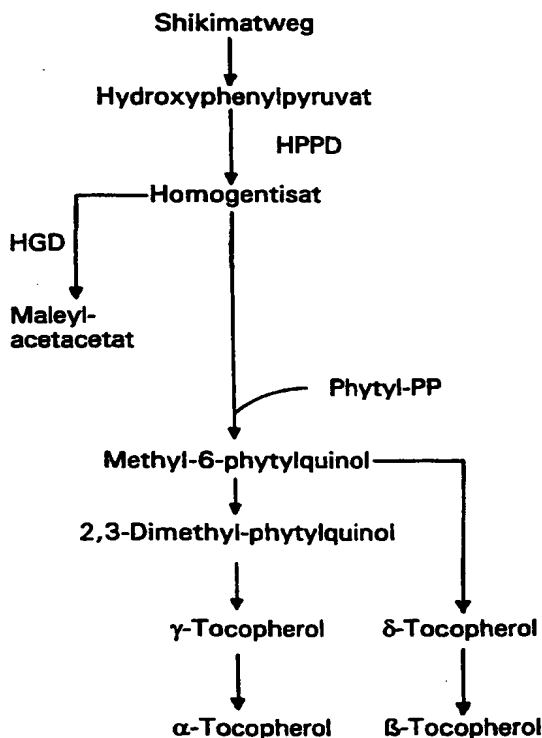 Shikimatweg
Hydroxyphenylpyruvat
HPPD
Homogentisat
HGD
Maleyl-
acetacetat
Phytyl-PP
Methyl-6-phytylquinol
2,3-Dimethyl-phytylquinol
γ-Tocopherol
δ-Tocopherol
α-Tocopherol
ß-Tocopherol